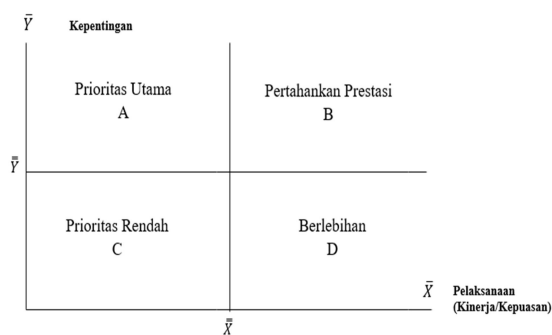 Ȳ Kepentingan
Prioritas Utama
A
Pertahankan Prestasi
B
Y̿
Prioritas Rendah
C
Berlebihan
D
X̄ Pelaksanaan
(Kinerja/Kepuasan)
X̿